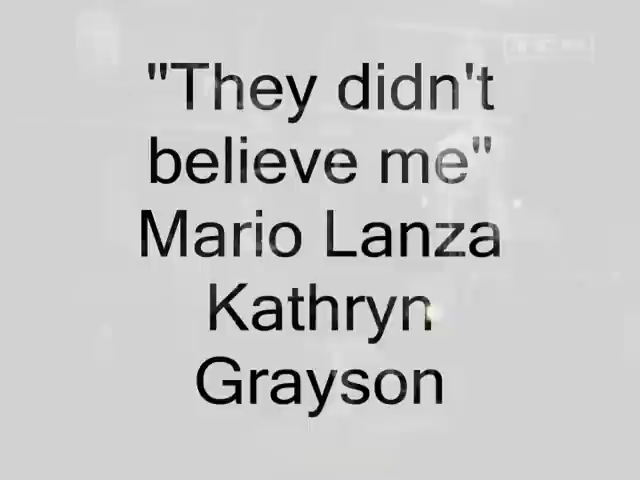 "They didn't
believe me"
Mario Lanza
Kathryn
Grayson